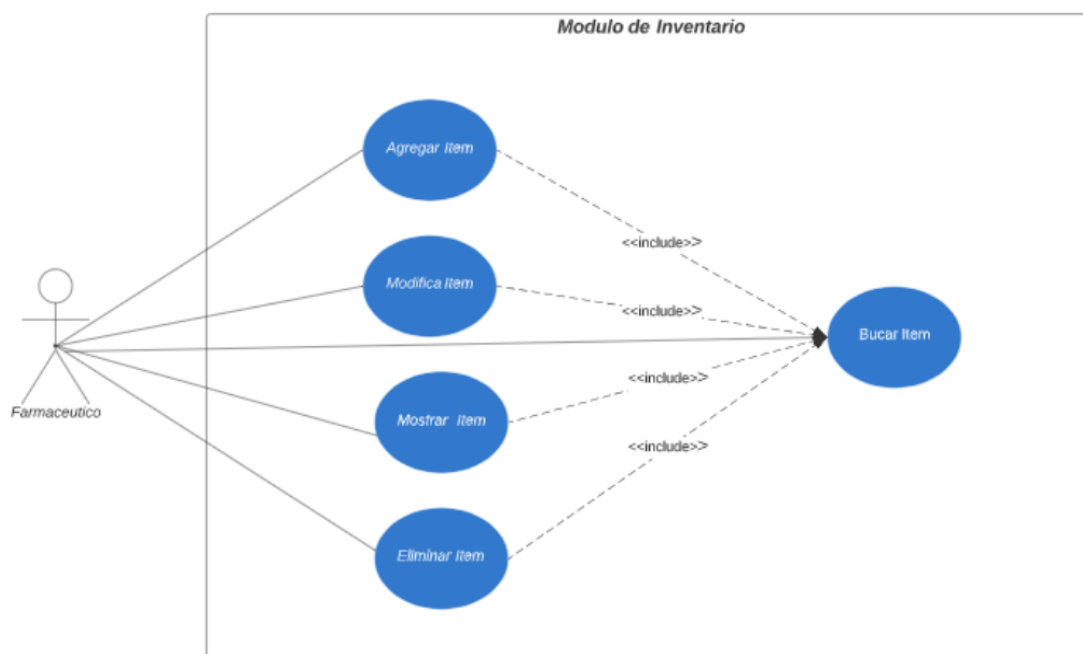 Modulo de Inventario
Agregar Item
<<include>>
Modifica Item
<<include>>
Bucar Item
<<include>>
Farmaceutico
Mostrar Item
<<include>>
Eliminar Item